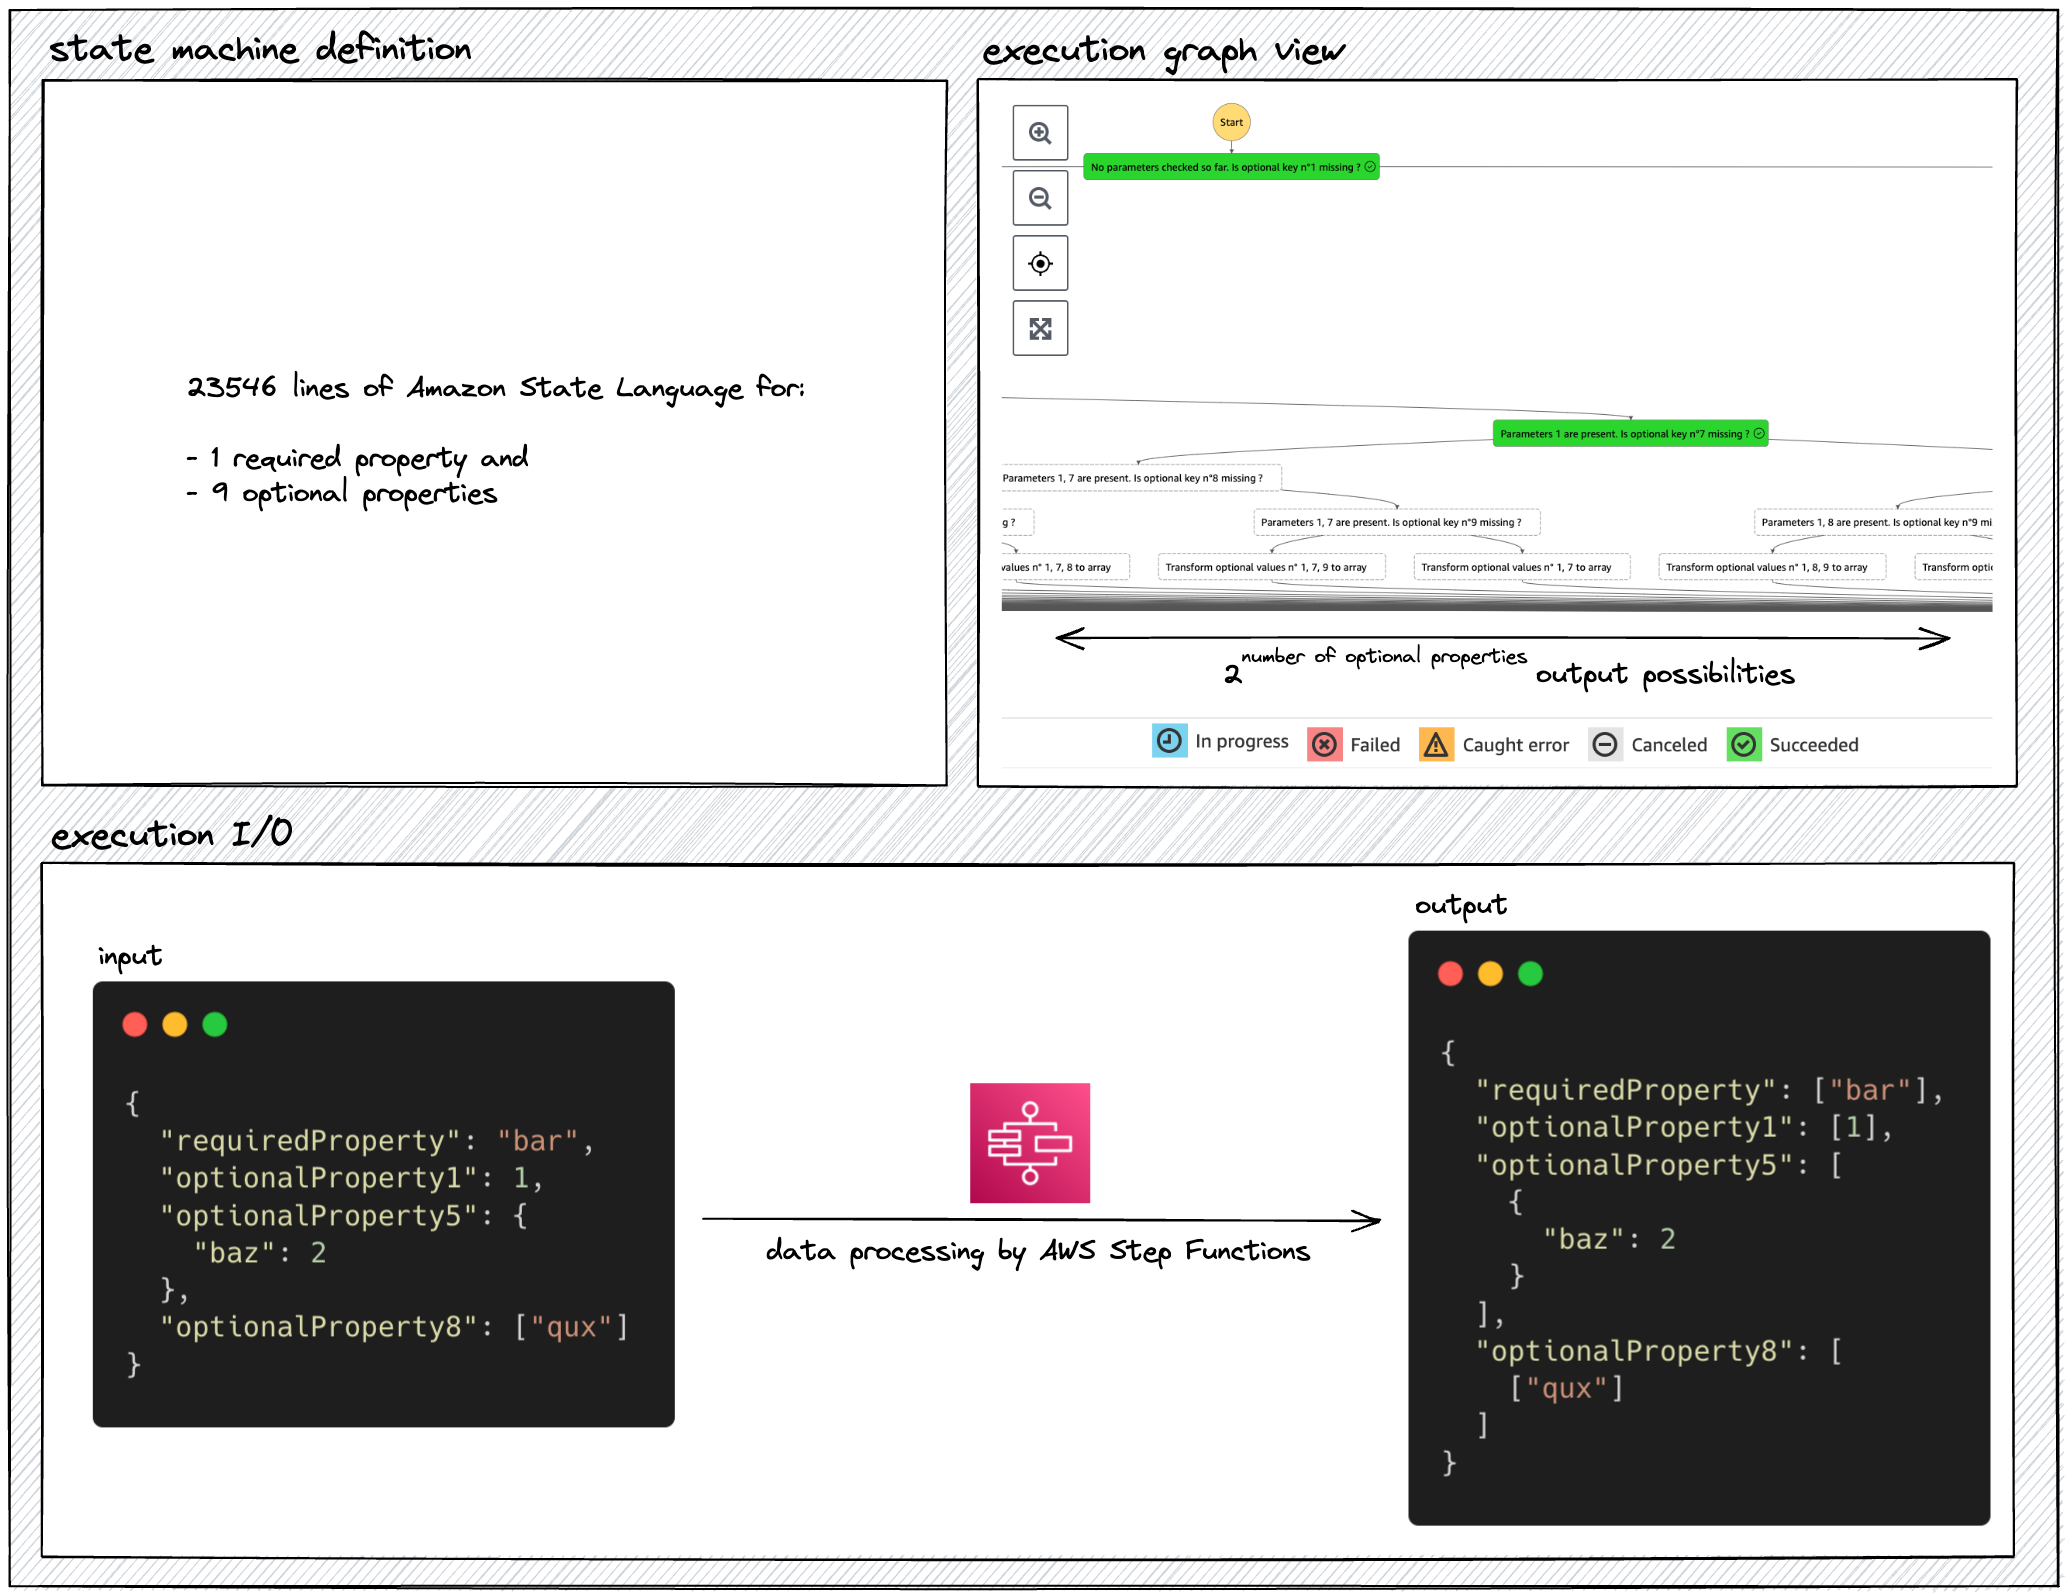 state machine definition
23546 lines of Amazon State Language for:
- 1 required property and
- 9 optional properties
execution graph view
Start
No parameters checked so far. Is optional key n°1 missing ?
Parameters 1 are present. Is optional key n°7 missing ?
Parameters 1, 7 are present. Is optional key n°8 missing ?
g ?
Parameters 1, 7 are present. Is optional key n°9 missing ?
Parameters 1, 8 are present. Is optional key n°9 mi
values n° 1, 7, 8 to array
Transform optional values n° 1, 7, 9 to array
Transform optional values n° 1, 7 to array
Transform optional values n° 1, 8, 9 to array
Transform optic
2 number of optional properties output possibilities
In progress
Failed
Caught error
Canceled
Succeeded
execution I/O
input
{
"requiredProperty": "bar",
"optionalProperty1": 1,
"optionalProperty5": {
"baz": 2
},
"optionalProperty8": ["qux"]
}
data processing by AWS Step Functions
output
{
"requiredProperty": ["bar"],
"optionalProperty1": [1],
"optionalProperty5": [
{
"baz": 2
}
],
"optionalProperty8": [
["qux"]
]
}